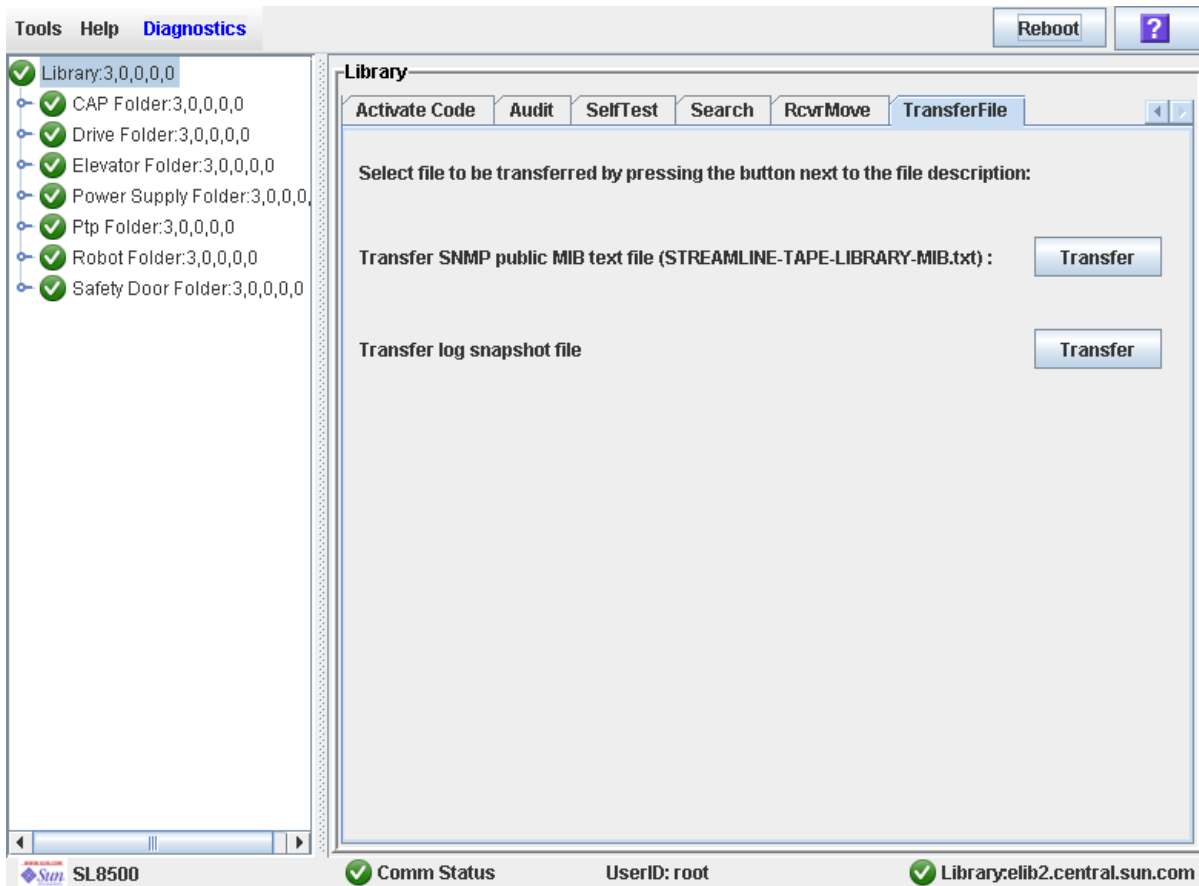 Tools Help Diagnostics
Reboot
?
Library:3,0,0,0,0
CAP Folder:3,0,0,0,0
Drive Folder:3,0,0,0,0
Elevator Folder:3,0,0,0,0
Power Supply Folder:3,0,0,0,
Ptp Folder:3,0,0,0,0
Robot Folder:3,0,0,0,0
Safety Door Folder:3,0,0,0,0
Library
Activate Code Audit SelfTest Search RcvrMove TransferFile
Select file to be transferred by pressing the button next to the file description:
Transfer SNMP public MIB text file (STREAMLINE-TAPE-LIBRARY-MIB.txt) : Transfer
Transfer log snapshot file Transfer
Sun SL8500 Comm Status UserID: root Library:elib2.central.sun.com